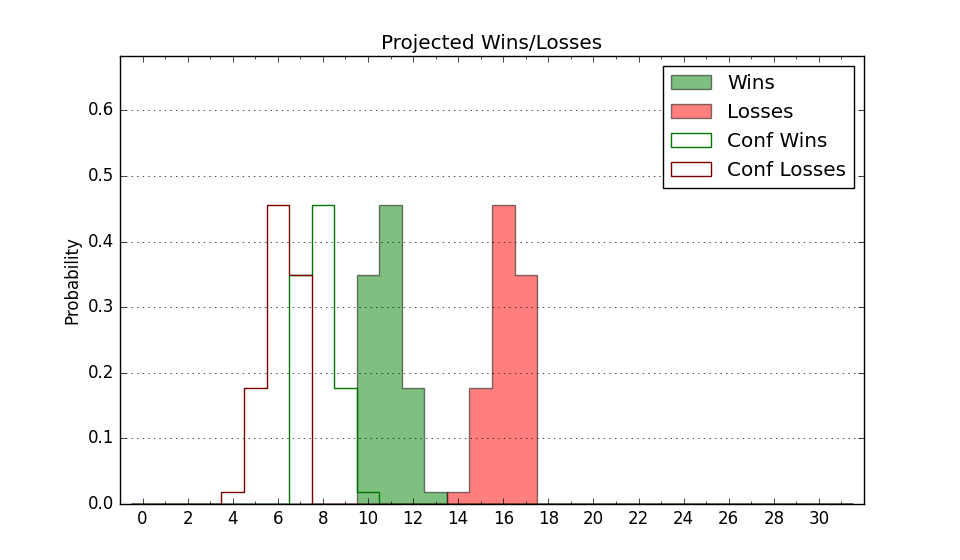 Projected Wins/Losses
Wins
Losses
Conf Wins
Conf Losses
Probability
0.6
0.5
0.4
0.3
0.2
0.1
0.0
0 2 4 6 8 10 12 14 16 18 20 22 24 26 28 30